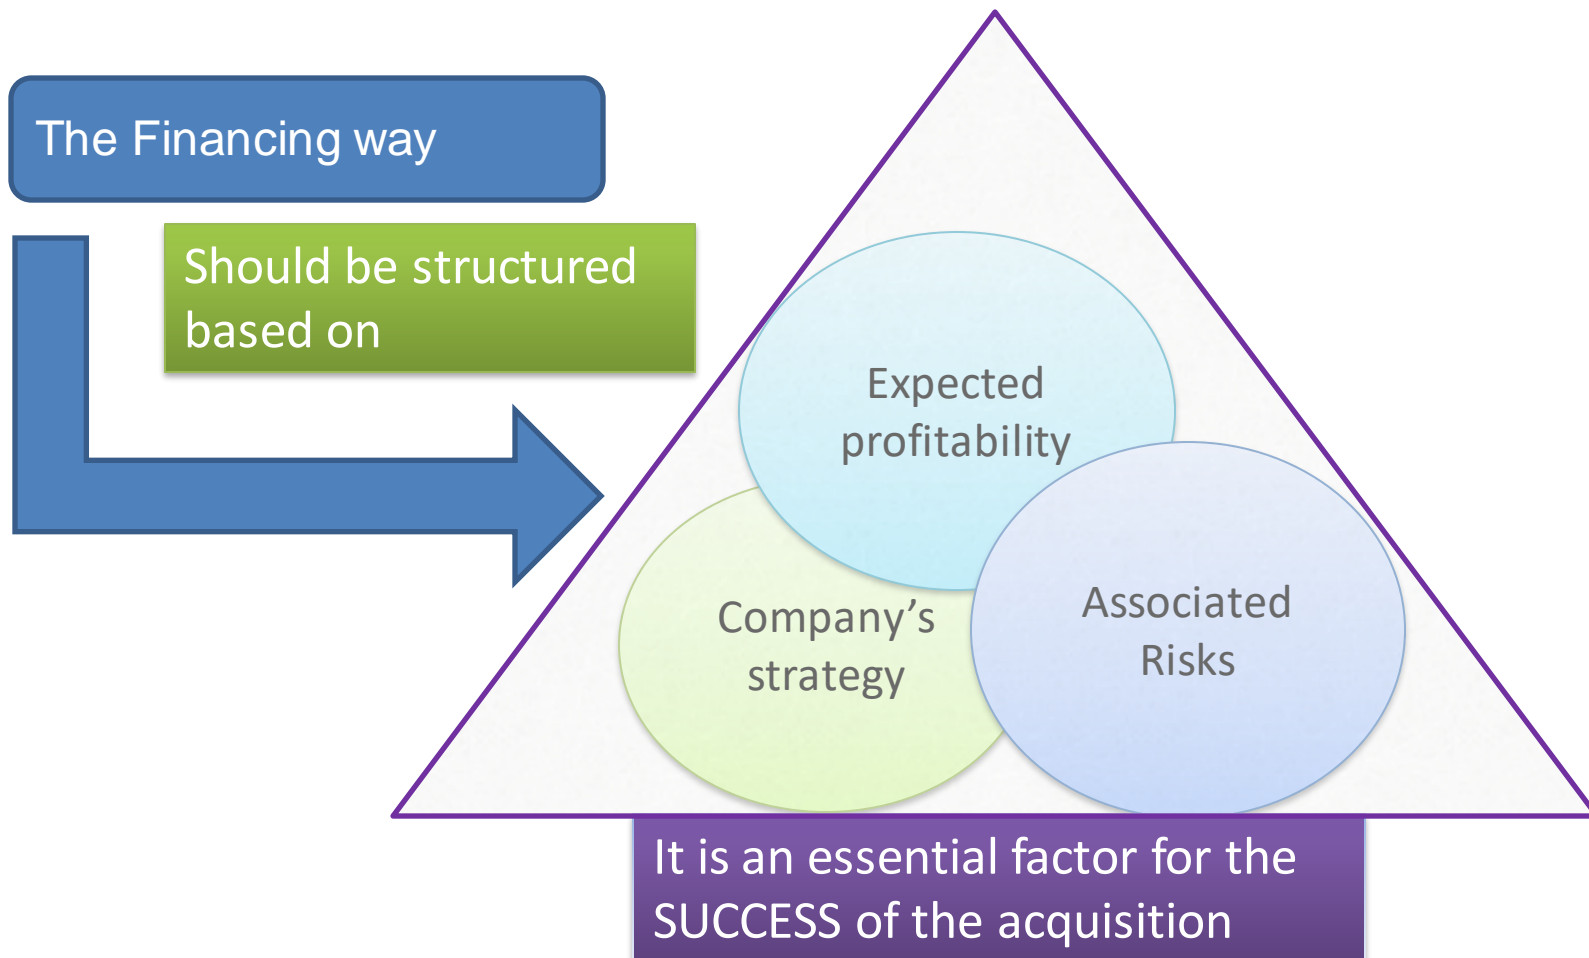 The Financing way
Should be structured
based on
Expected
profitability
Company’s
strategy
Associated
Risks
It is an essential factor for the
SUCCESS of the acquisition